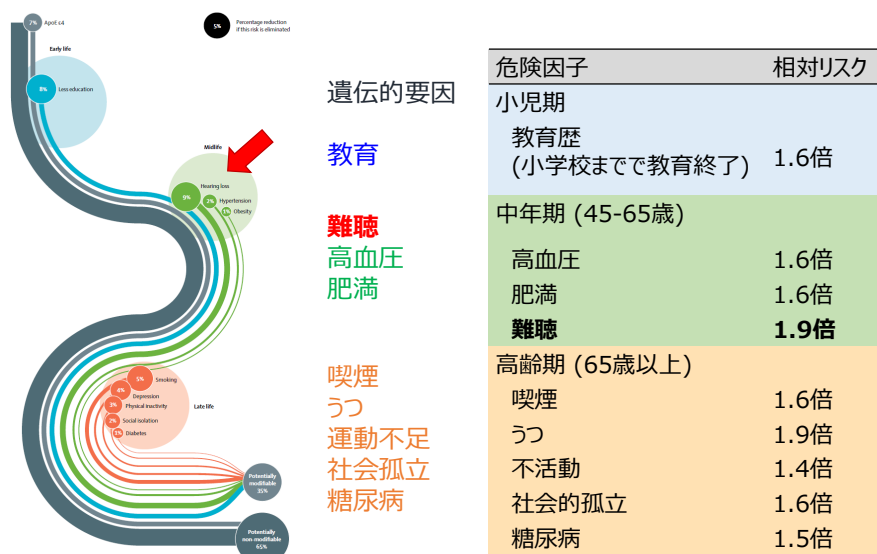 7% ApoE ε4
5% Percentage reduction
if this risk is eliminated
Early life
8% Less education
Midlife
Hearing loss
9%
2% Hypertension
1% Obesity
5% Smoking
4%
Depression
3% Physical inactivity
Late life
2% Social isolation
1% Diabetes
Potentially
modifiable
35%
Potentially
non-modifiable
65%
遺伝的要因
教育
難聴
高血圧
肥満
喫煙
うつ
運動不足
社会孤立
糖尿病
危険因子 相対リスク
小児期
教育歴
(小学校までで教育終了) 1.6倍
中年期 (45-65歳)
高血圧 1.6倍
肥満 1.6倍
難聴 1.9倍
高齢期 (65歳以上)
喫煙 1.6倍
うつ 1.9倍
不活動 1.4倍
社会的孤立 1.6倍
糖尿病 1.5倍